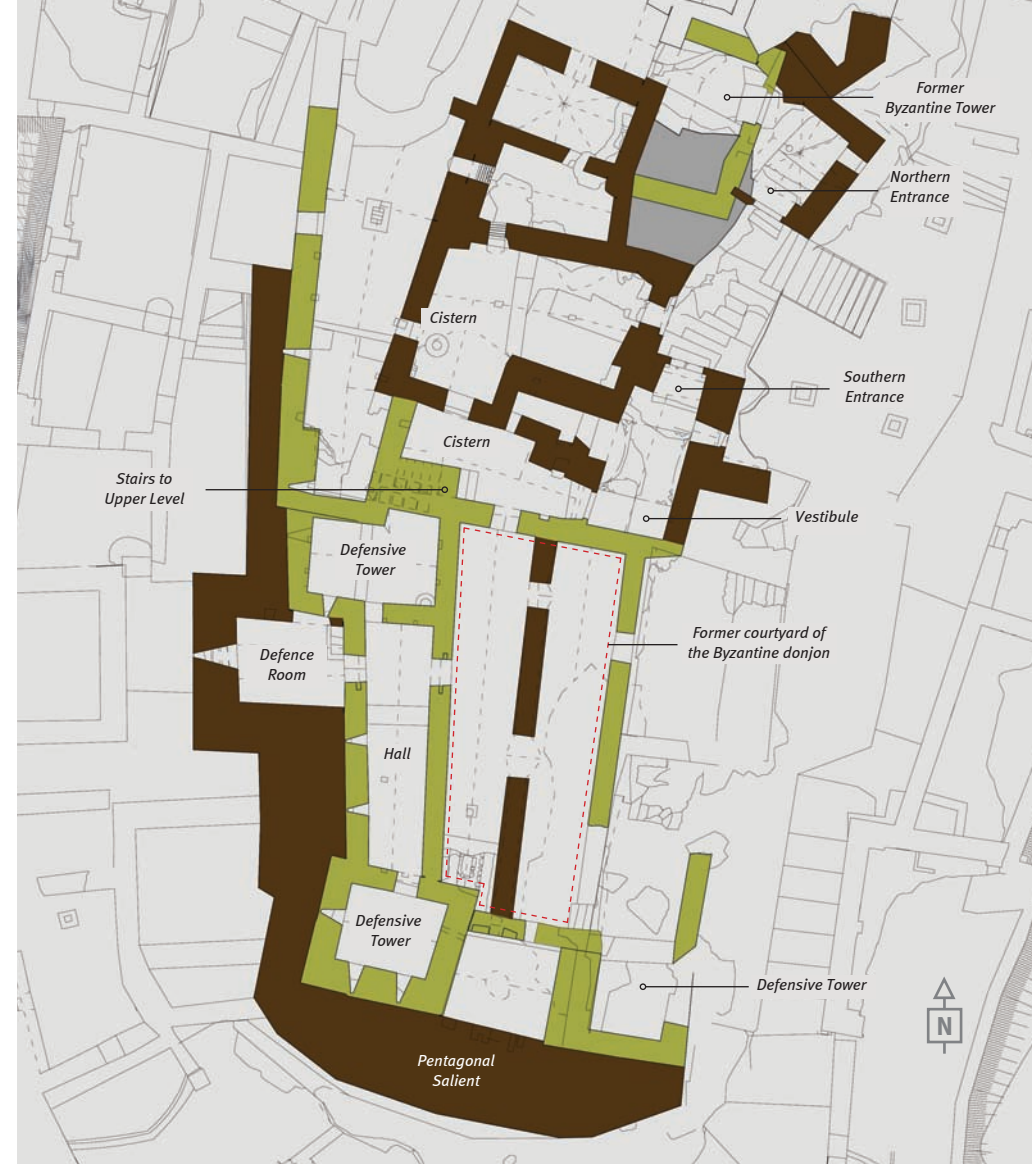 Former
Byzantine Tower
Northern
Entrance
Cistern
Southern
Entrance
Cistern
Stairs to
Upper Level
Vestibule
Defensive
Tower
Former courtyard of
the Byzantine donjon
Defence
Room
Hall
Defensive
Tower
Defensive Tower
N
Pentagonal
Salient